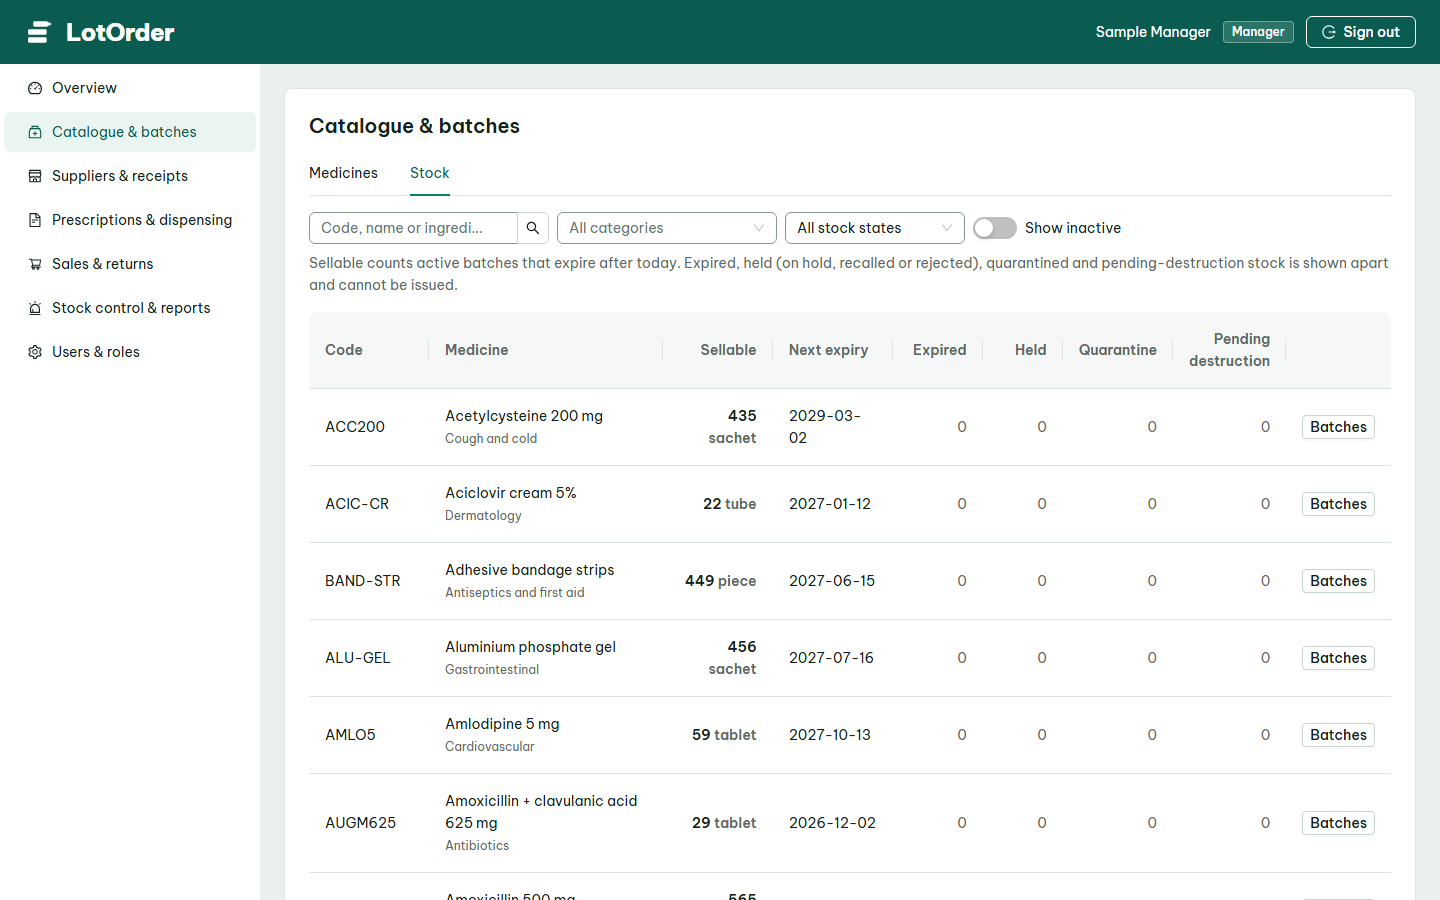 LotOrder
Sample Manager
Manager
Sign out
Overview
Catalogue & batches
Suppliers & receipts
Prescriptions & dispensing
Sales & returns
Stock control & reports
Users & roles
Catalogue & batches
Medicines
Stock
Code, name or ingredi...
All categories
All stock states
Show inactive
Sellable counts active batches that expire after today. Expired, held (on hold, recalled or rejected), quarantined and pending-destruction stock is shown apart
and cannot be issued.
Code Medicine Sellable Next expiry Expired Held Quarantine Pending
destruction
ACC200 Acetylcysteine 200 mg 435 2029-03- 0 0 0 0 Batches
Cough and cold sachet 02
ACIC-CR Aciclovir cream 5% 22 tube 2027-01-12 0 0 0 0 Batches
Dermatology
BAND-STR Adhesive bandage strips 449 piece 2027-06-15 0 0 0 0 Batches
Antiseptics and first aid
ALU-GEL Aluminium phosphate gel 456 2027-07-16 0 0 0 0 Batches
Gastrointestinal sachet
AMLO5 Amlodipine 5 mg 59 tablet 2027-10-13 0 0 0 0 Batches
Cardiovascular
AUGM625 Amoxicillin + clavulanic acid 29 tablet 2026-12-02 0 0 0 0 Batches
625 mg
Antibiotics
Amoxicillin 500 mg 565